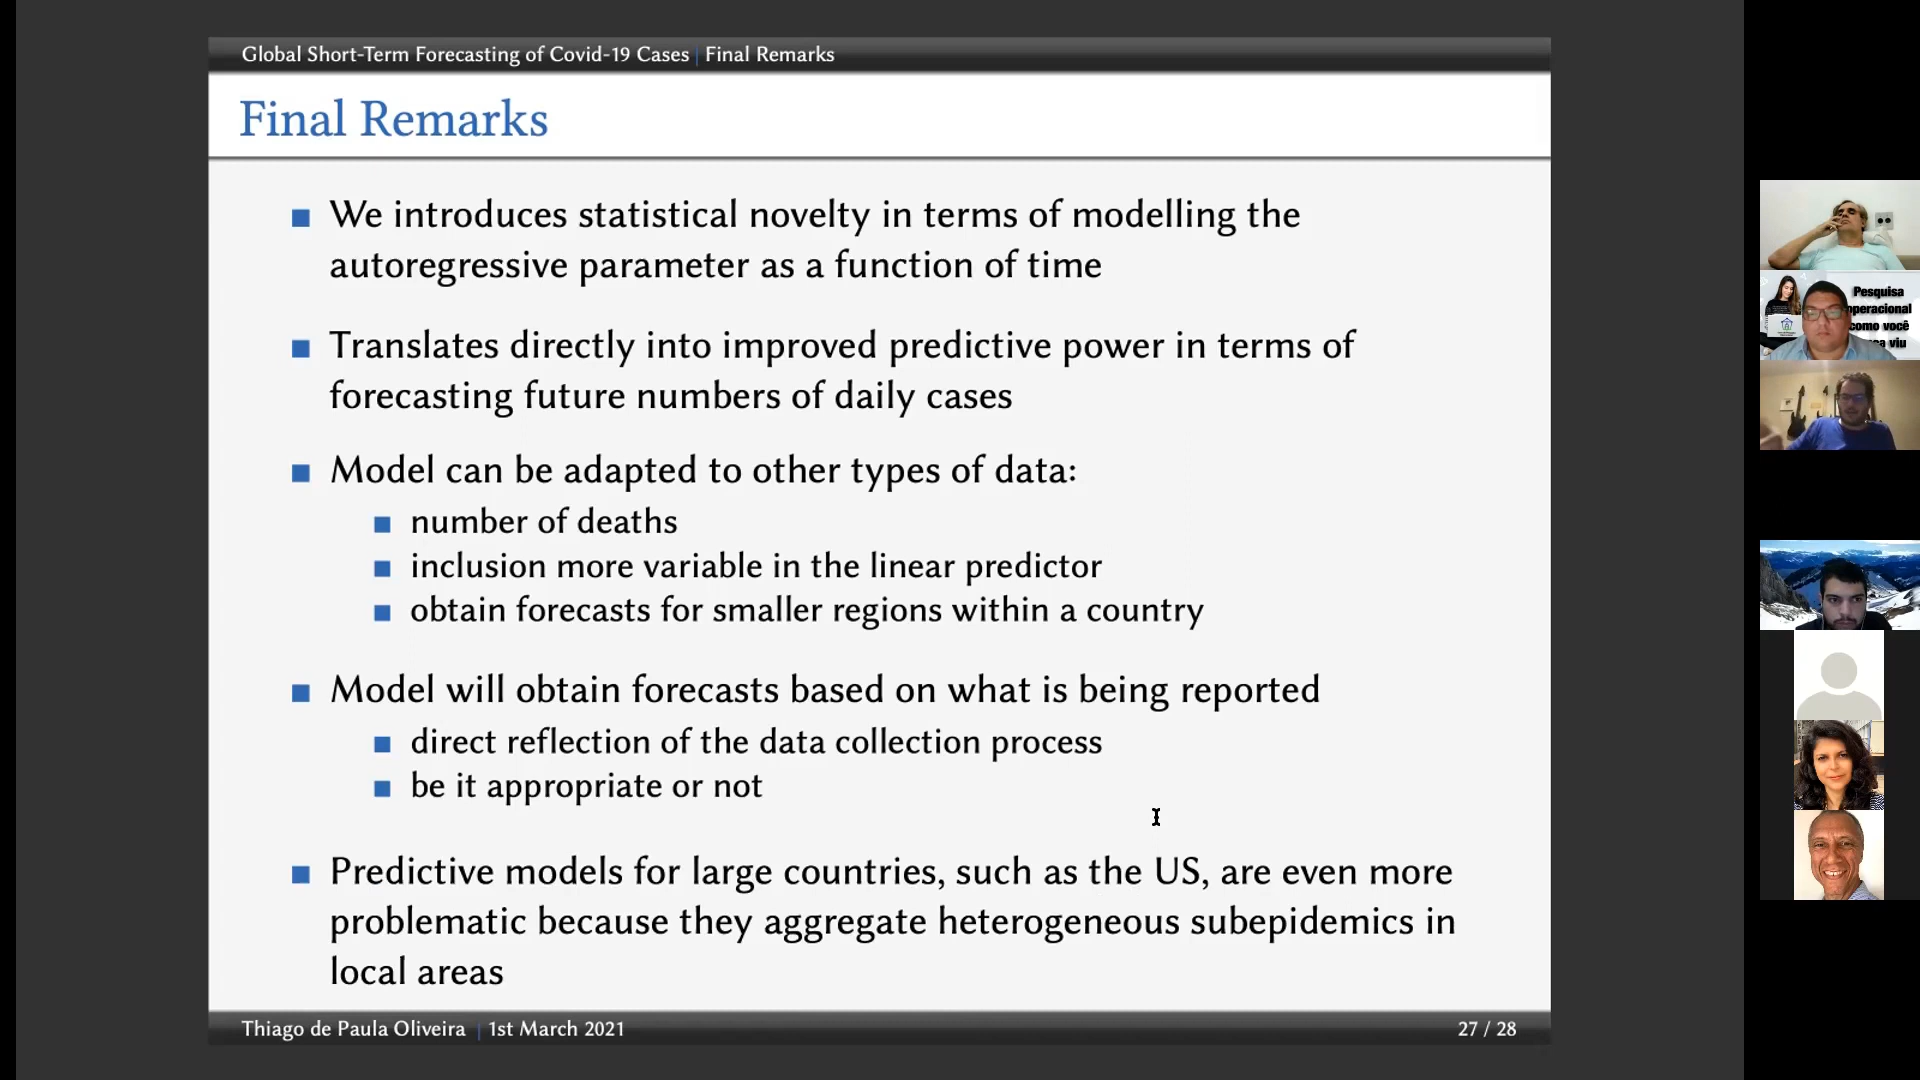 Global Short-Term Forecasting of Covid-19 Cases | Final Remarks
Final Remarks
We introduces statistical novelty in terms of modelling the
autoregressive parameter as a function of time
Translates directly into improved predictive power in terms of
forecasting future numbers of daily cases
Model can be adapted to other types of data:
number of deaths
inclusion more variable in the linear predictor
obtain forecasts for smaller regions within a country
Model will obtain forecasts based on what is being reported
direct reflection of the data collection process
be it appropriate or not
Predictive models for large countries, such as the US, are even more
problematic because they aggregate heterogeneous subepidemics in
local areas
Thiago de Paula Oliveira | 1st March 2021
27 / 28
Pesquisa
como você
viu